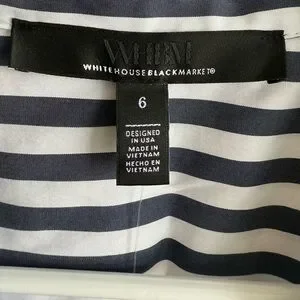 WHBM
WHITEHOUSEBLACKMARKET®
6
DESIGNED
IN USA
MADE IN
VIETNAM
HECHO EN
VIETNAM